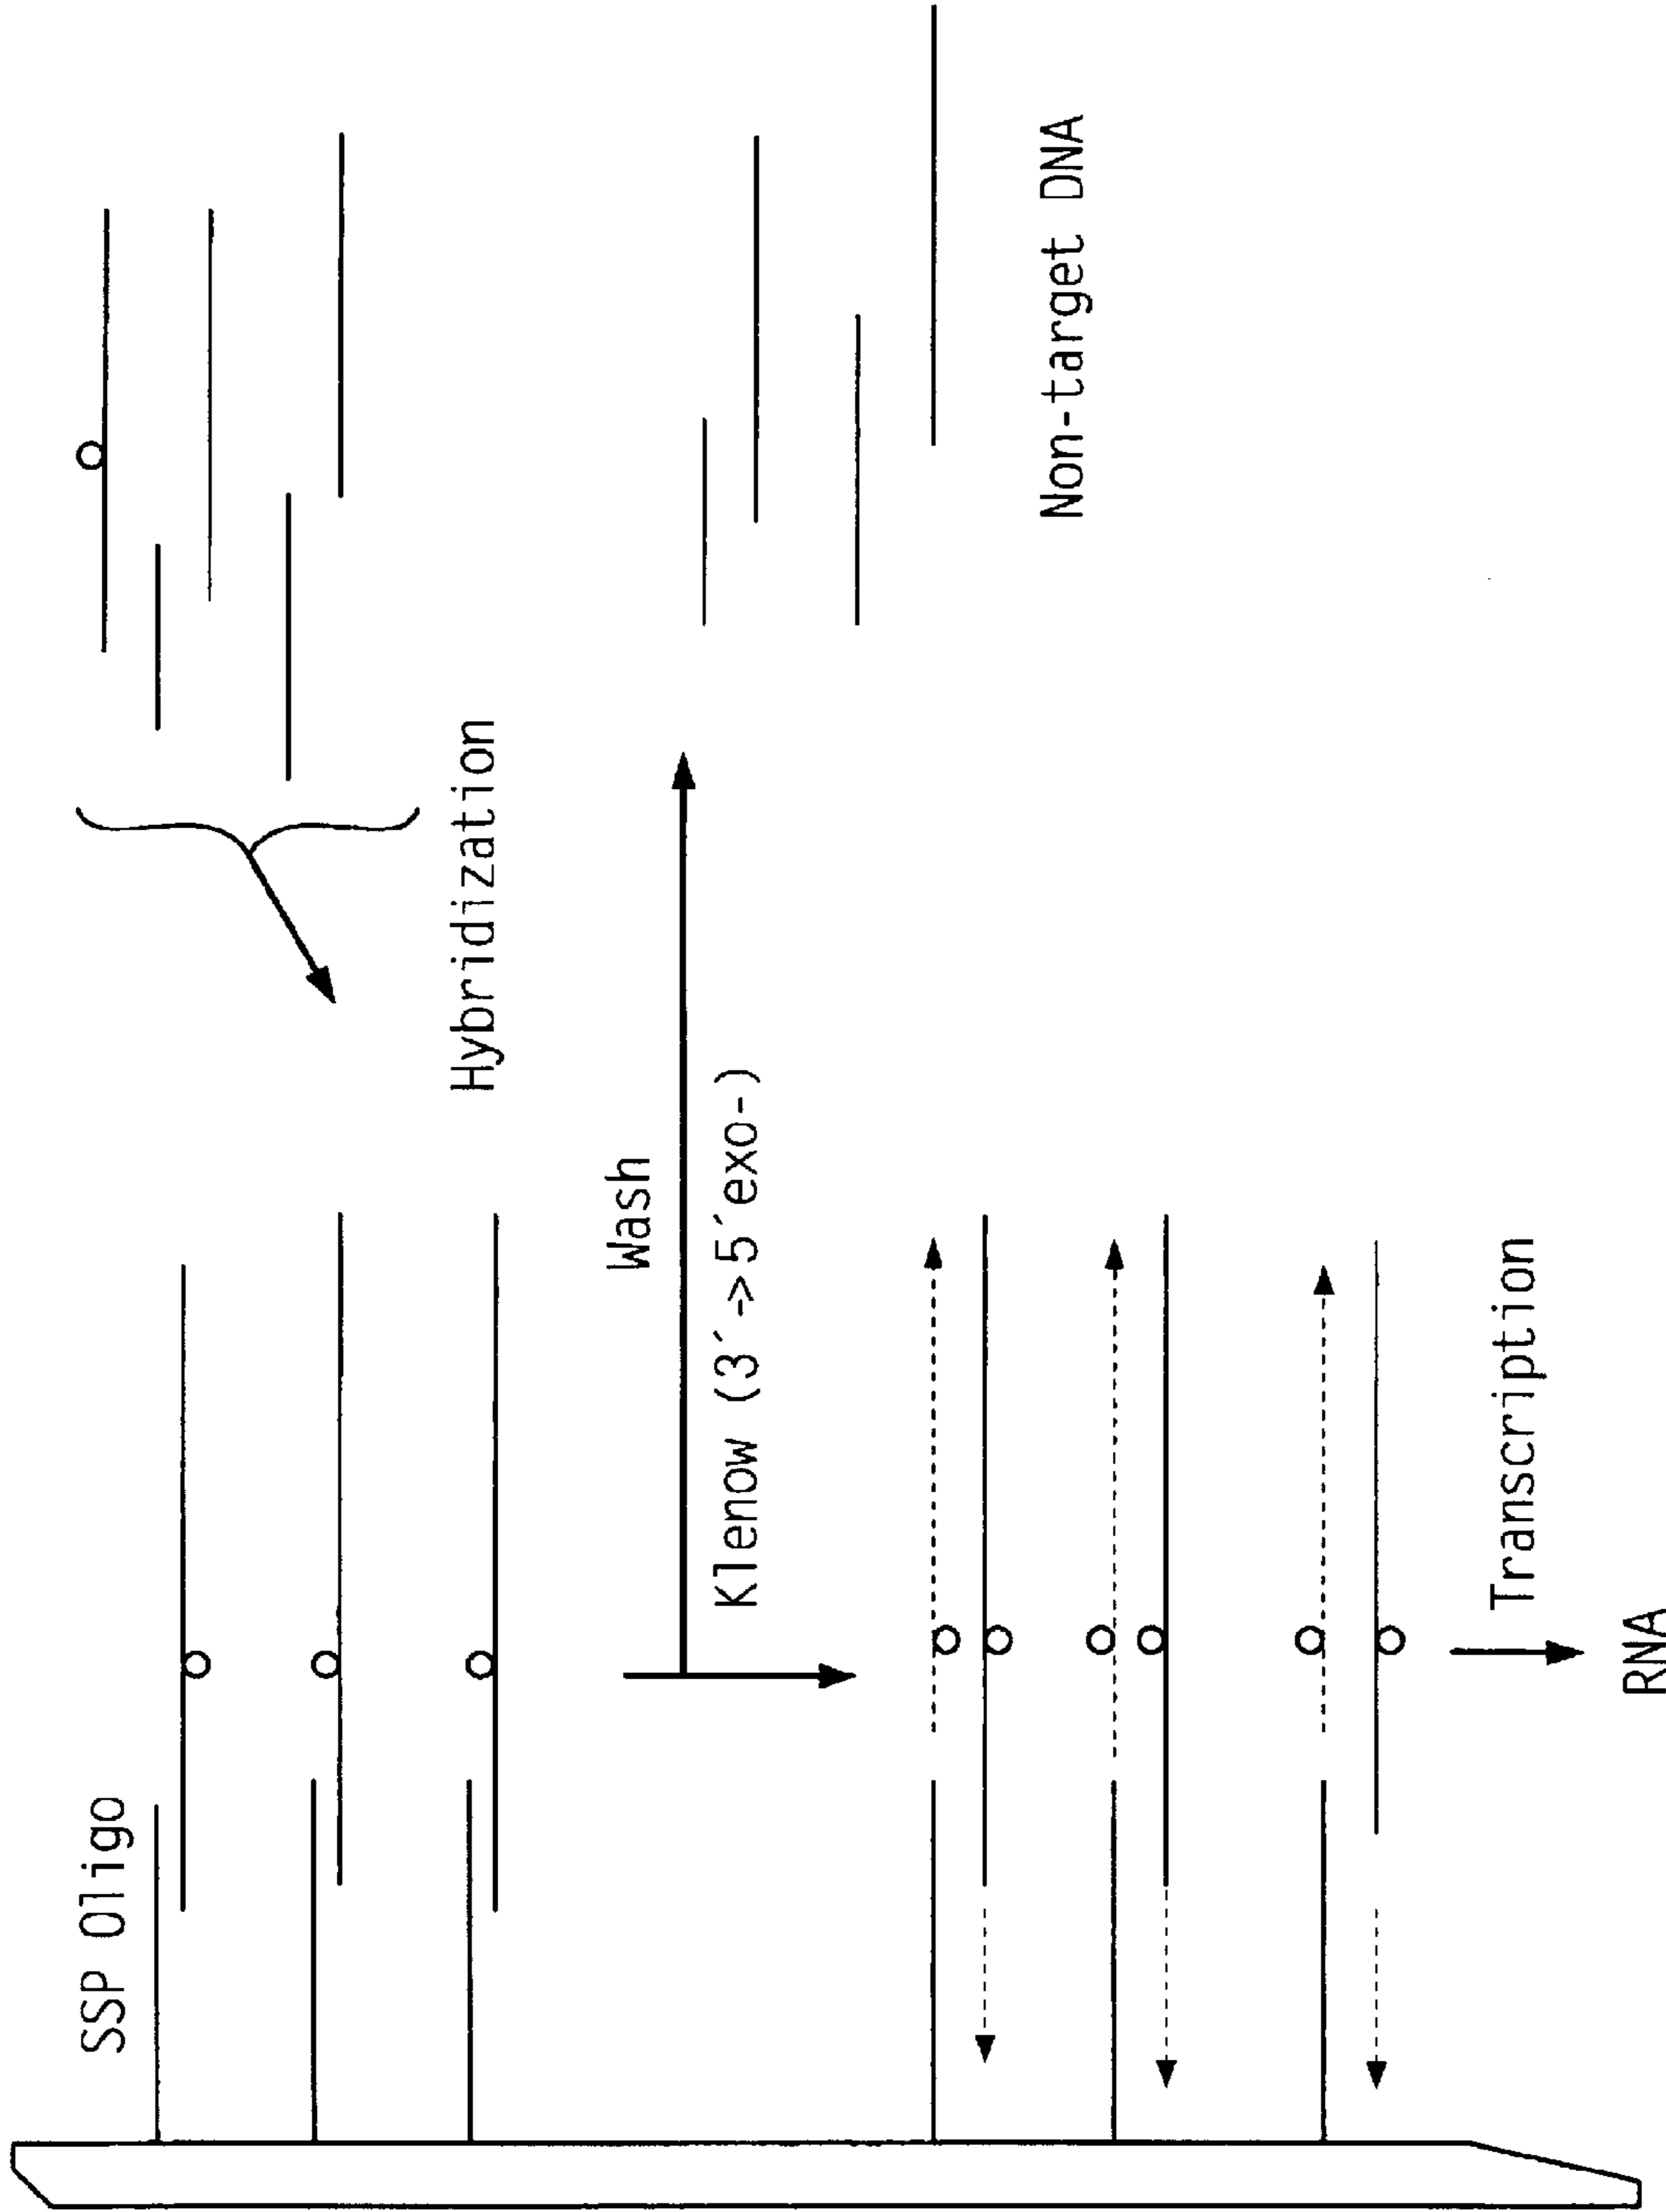 SSP Oligo
Hybridization
Wash
Klenow (3´->5´exo-)
Non-target DNA
Transcription
RNA